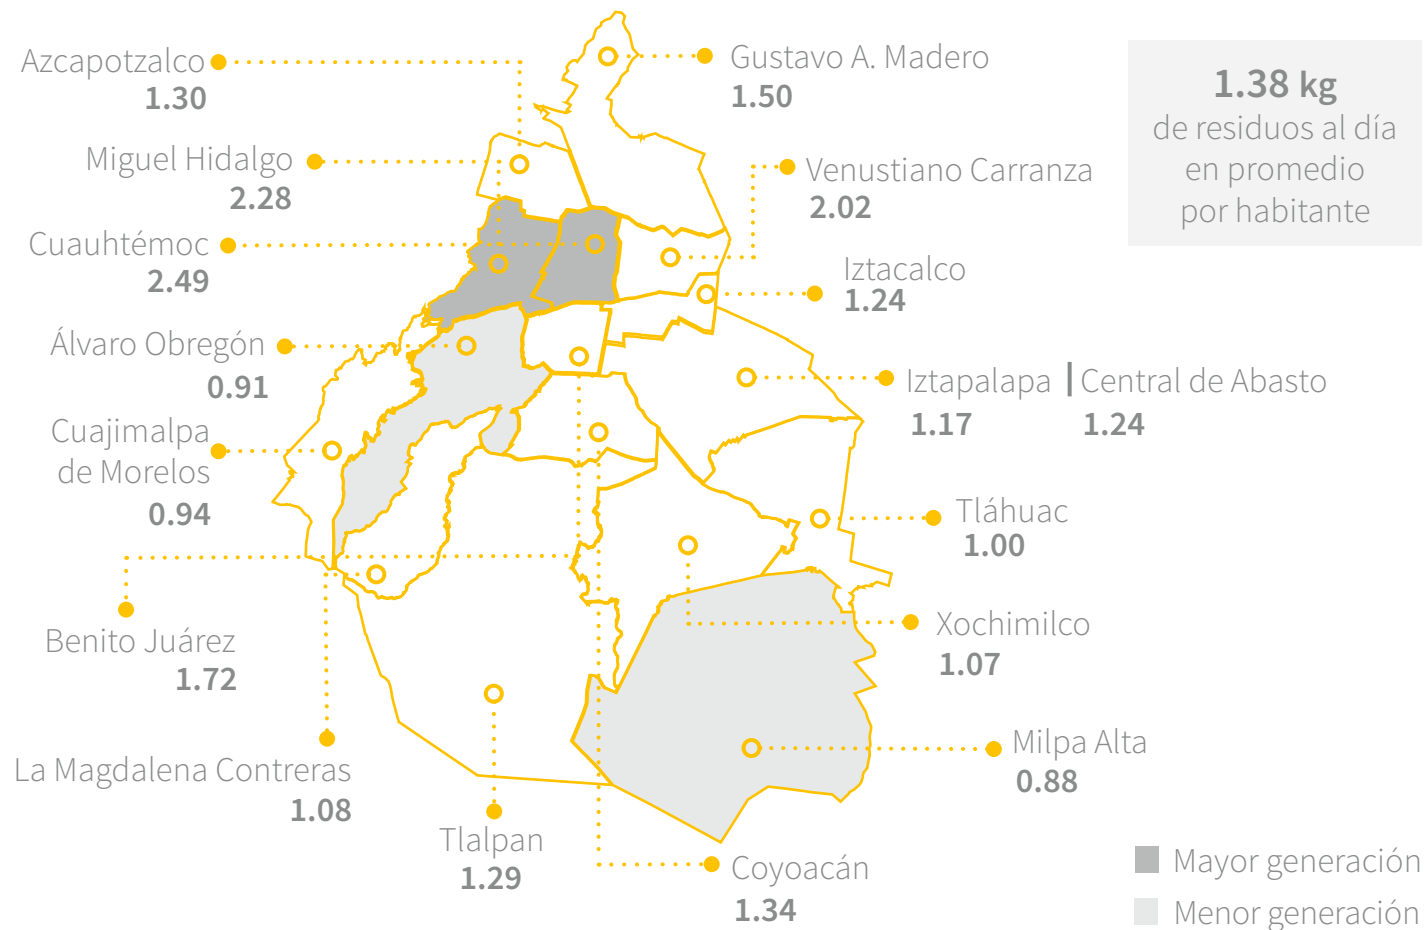 Azcapotzalco
1.30
Miguel Hidalgo
2.28
Cuauhtémoc
2.49
Álvaro Obregón
0.91
Cuajimalpa
de Morelos
0.94
Benito Juárez
1.72
La Magdalena Contreras
1.08
Tlalpan
1.29
Gustavo A. Madero
1.50
Venustiano Carranza
2.02
Iztacalco
1.24
Iztapalapa | Central de Abasto
1.17 1.24
Tláhuac
1.00
Xochimilco
1.07
Milpa Alta
0.88
Coyoacán
1.34
1.38 kg
de residuos al día
en promedio
por habitante
Mayor generación
Menor generación